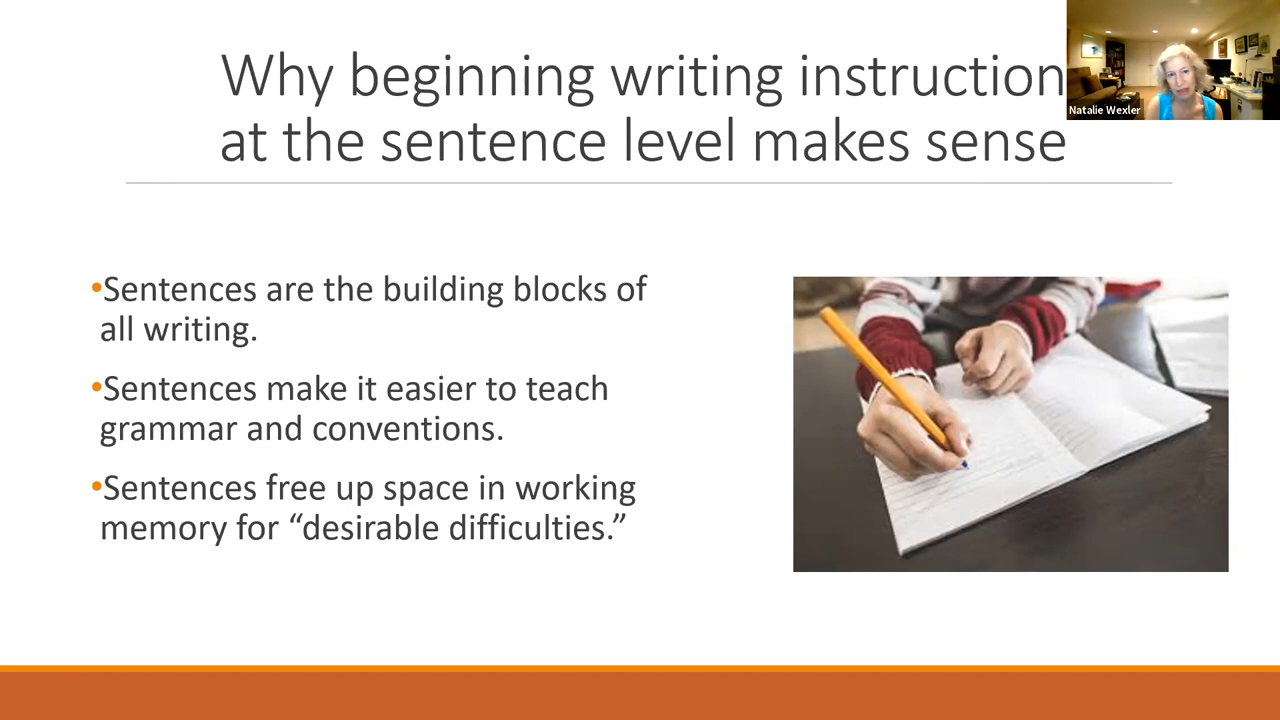 Why beginning writing instruction
at the sentence level makes sense
Natalie Wexler
•Sentences are the building blocks of
all writing.
•Sentences make it easier to teach
grammar and conventions.
•Sentences free up space in working
memory for “desirable difficulties.”